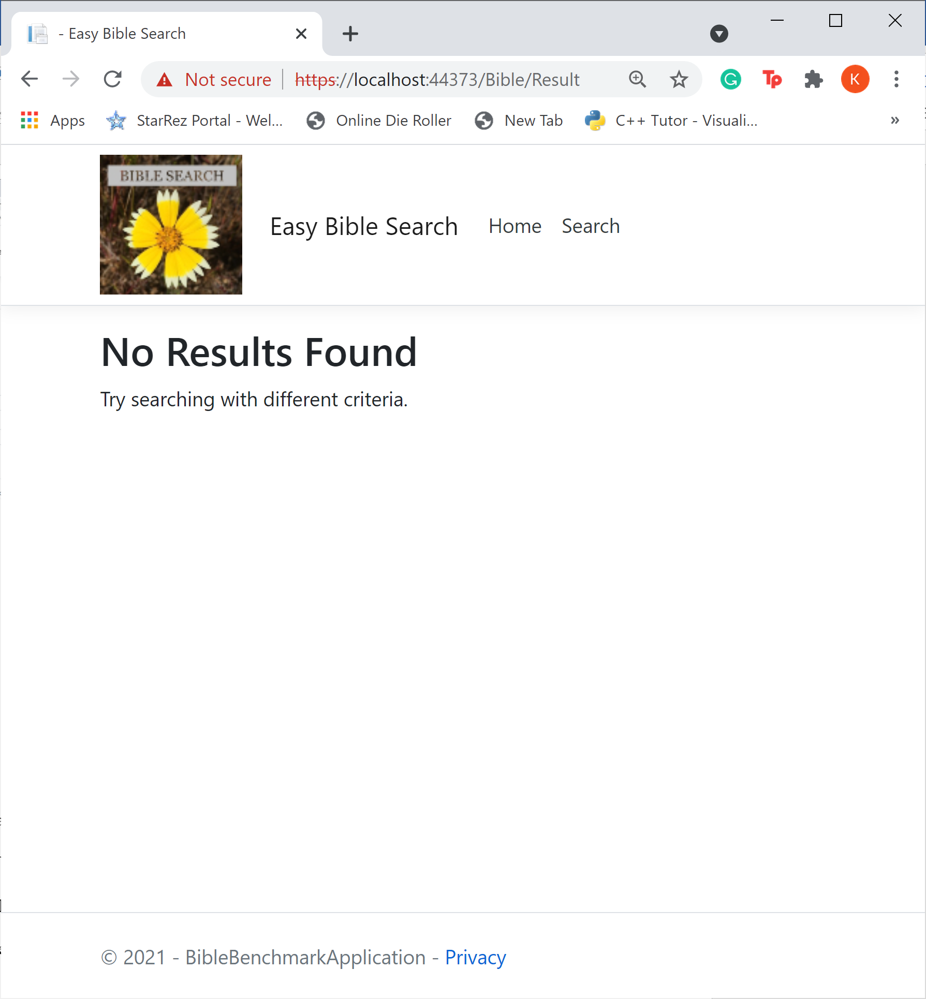 - Easy Bible Search
Not secure https://localhost:44373/Bible/Result
G Tp K
Apps StarRez Portal - Wel... Online Die Roller New Tab C++ Tutor - Visuali... »
BIBLE SEARCH
Easy Bible Search Home Search
No Results Found
Try searching with different criteria.
© 2021 - BibleBenchmarkApplication - Privacy